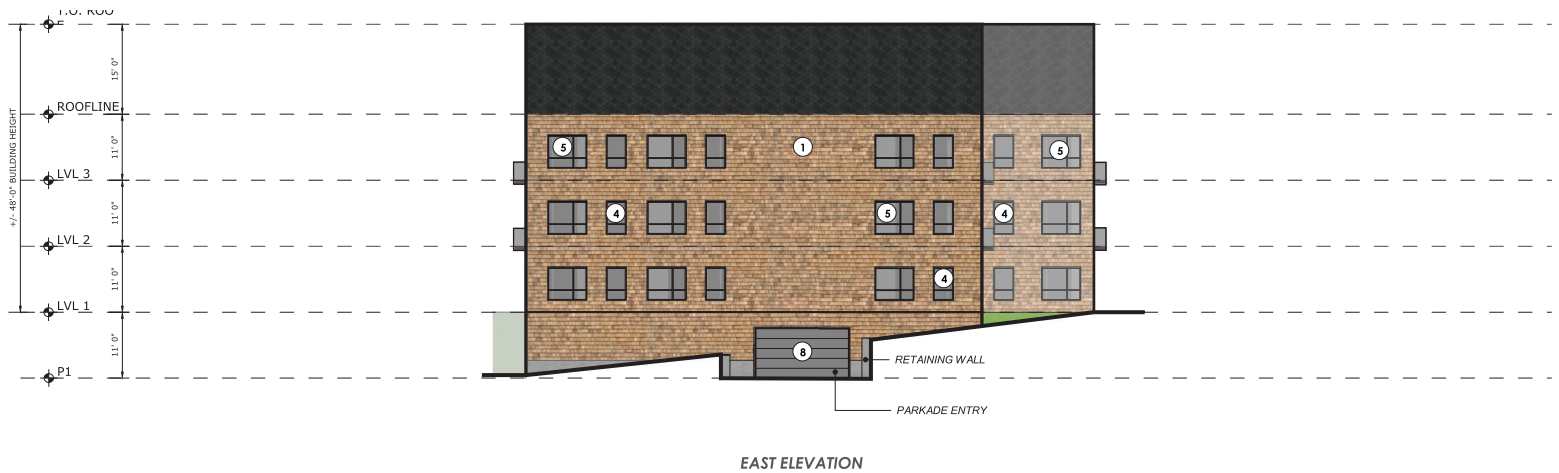 T.O. ROO
F
15' 0"
ROOFLINE
+/- 48'-0" BUILDING HEIGHT
11' 0"
5
1
5
LVL 3
11' 0"
4
5
4
LVL 2
11' 0"
4
LVL 1
11' 0"
8
RETAINING WALL
P1
PARKADE ENTRY
EAST ELEVATION